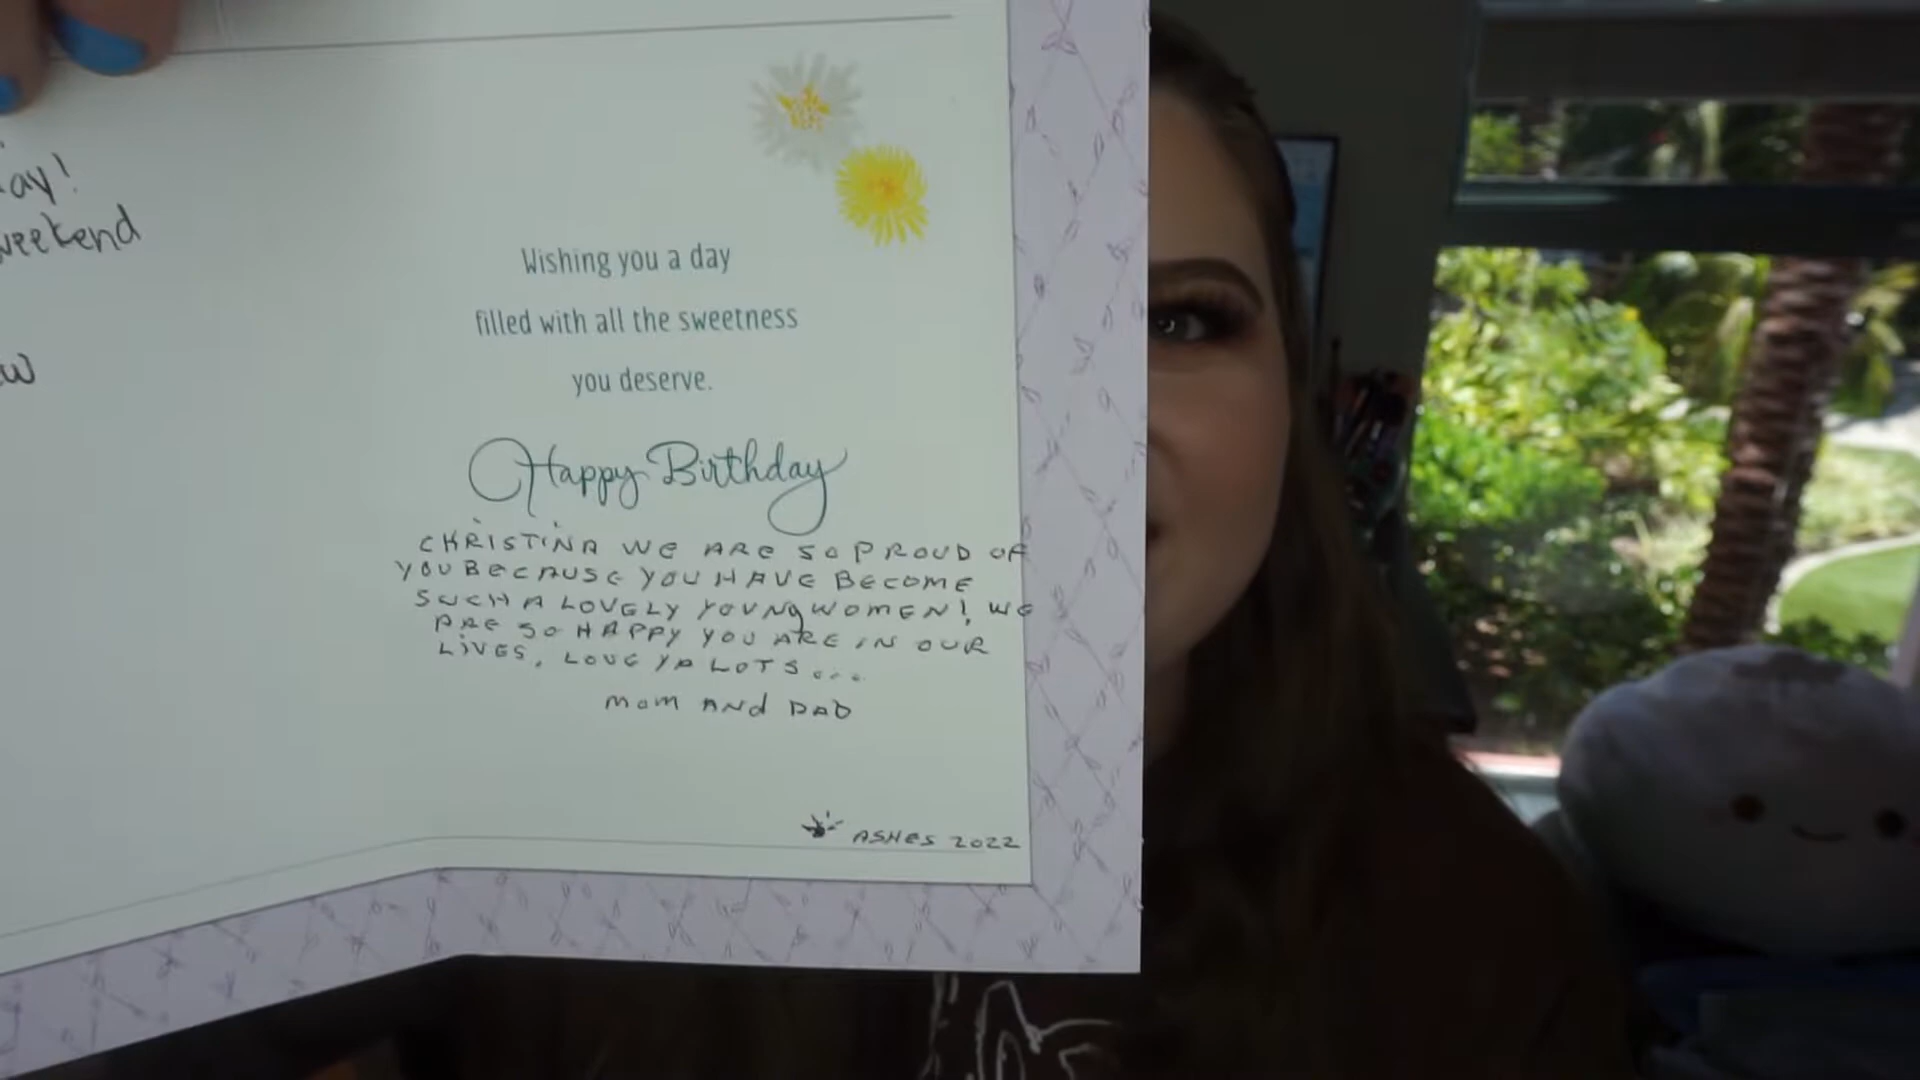 ay!
weekend
w
Wishing you a day
filled with all the sweetness
you deserve.
Happy Birthday
CHRISTINA WE ARE SO PROUD OF
YOU BECAUSE YOU HAVE BECOME
SUCH A LOVELY YOUNg WOMEN! WE
ARE SO HAPPY YOU ARE IN OUR
LIVES, LOVE YA LOTS....
MOM AND DAD
ASHES 2022